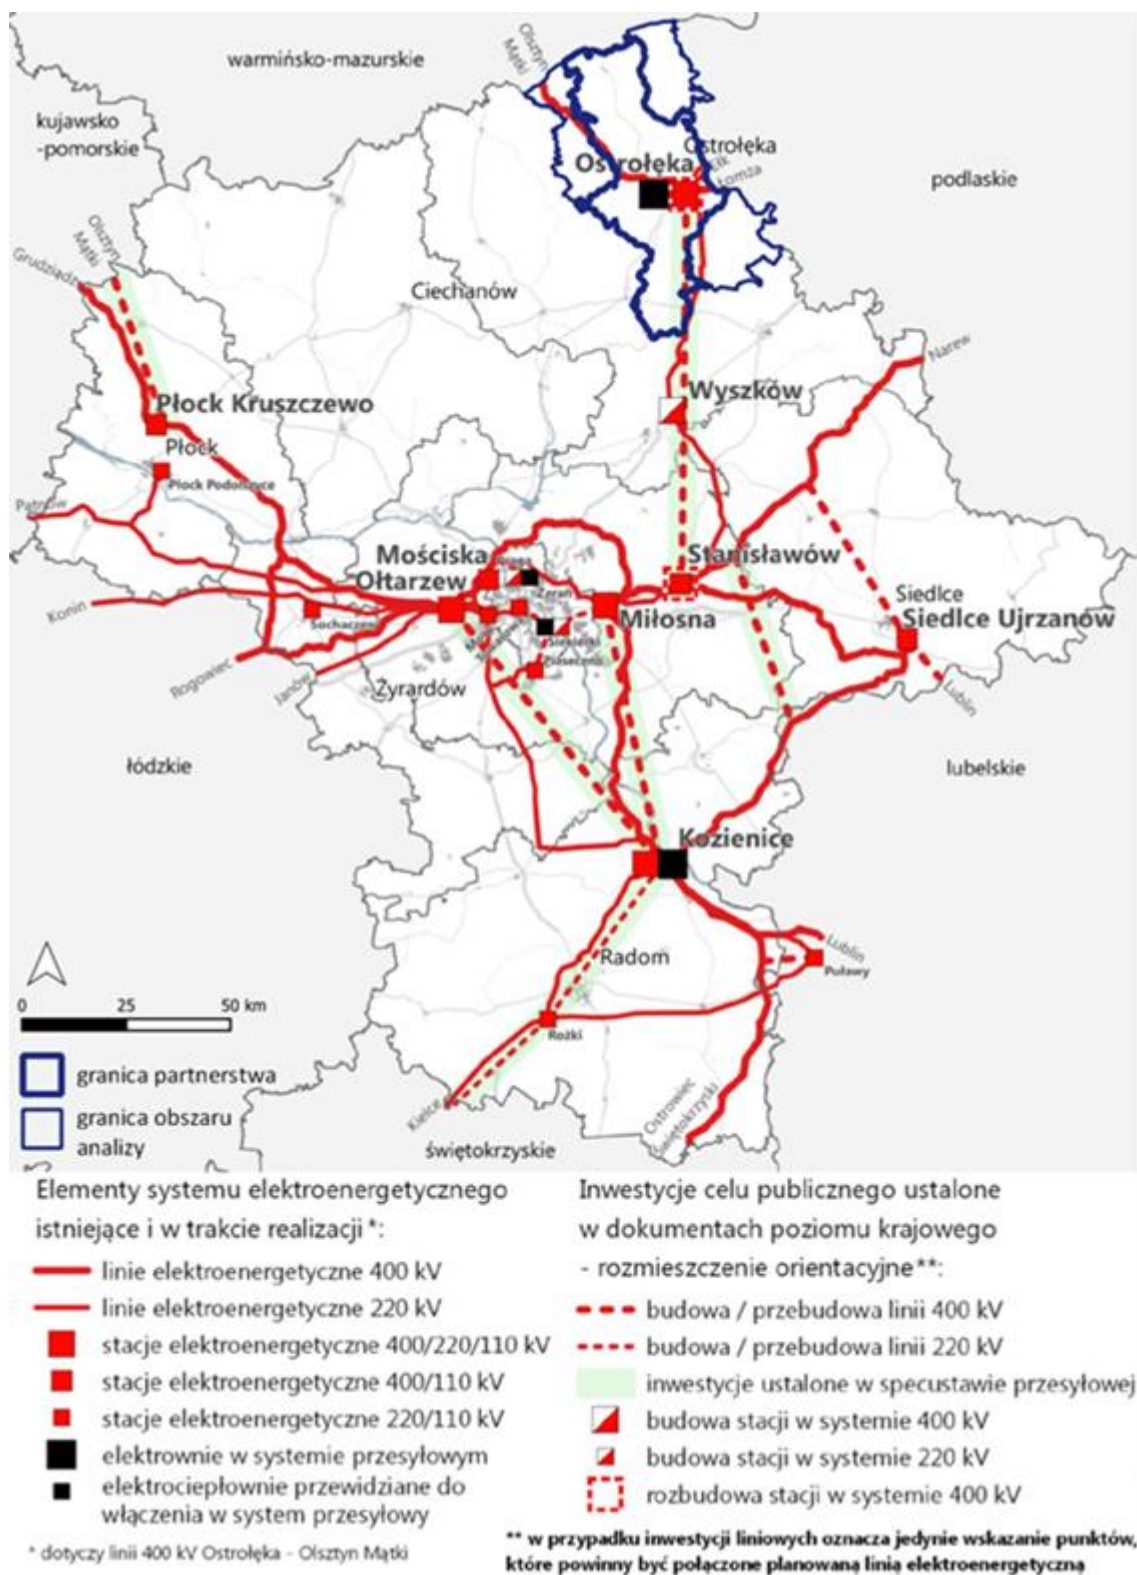 warmińsko-mazurskie
Olsztyn
Mątki
kujawsko
-pomorskie
Ostrołęka
Ostrołęka
Ełk
Łomża
podlaskie
Olsztyn
Mątki
Grudziądz
Ciechanów
Narew
Wyszków
Płock Kruszczewo
Płock
Płock Podolszyce
Pątnów
Mościska
Ołtarzew
Stanisławów
Żerań
Konin
Sochaczew
Miłosna
Siedlce
Siedlce Ujrzanów
Siekierki
Piaseczno
Rogowiec
Janów
Żyrardów
Lublin
łódzkie
lubelskie
Kozienice
Lublin
Radom
Puławy
0 25 50 km
Rożki
granica partnerstwa
granica obszaru
analizy
Kielce
Ostrowiec
Świętokrzyski
świętokrzyskie
Elementy systemu elektroenergetycznego
istniejące i w trakcie realizacji *:
linie elektroenergetyczne 400 kV
linie elektroenergetyczne 220 kV
stacje elektroenergetyczne 400/220/110 kV
stacje elektroenergetyczne 400/110 kV
stacje elektroenergetyczne 220/110 kV
elektrownie w systemie przesyłowym
elektrociepłownie przewidziane do
włączenia w system przesyłowy
* dotyczy linii 400 kV Ostrołęka - Olsztyn Mątki
Inwestycje celu publicznego ustalone
w dokumentach poziomu krajowego
- rozmieszczenie orientacyjne**:
budowa / przebudowa linii 400 kV
budowa / przebudowa linii 220 kV
inwestycje ustalone w specustawie przesyłowej
budowa stacji w systemie 400 kV
budowa stacji w systemie 220 kV
rozbudowa stacji w systemie 400 kV
** w przypadku inwestycji liniowych oznacza jedynie wskazanie punktów,
które powinny być połączone planowaną linią elektroenergetyczną